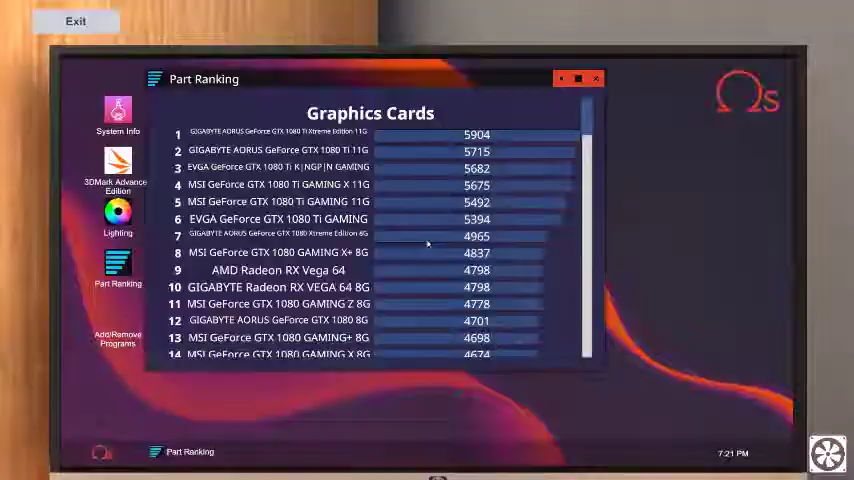 Exit
Part Ranking
Graphics Cards
1 GIGABYTE AORUS GeForce GTX 1080 Ti Xtreme Edition 11G 5904
2 GIGABYTE AORUS GeForce GTX 1080 Ti 11G 5715
3 EVGA GeForce GTX 1080 Ti K|NGP|N GAMING 5682
4 MSI GeForce GTX 1080 Ti GAMING X 11G 5675
5 MSI GeForce GTX 1080 Ti GAMING 11G 5492
6 EVGA GeForce GTX 1080 Ti GAMING 5394
7 GIGABYTE AORUS GeForce GTX 1080 Xtreme Edition 8G 4965
8 MSI GeForce GTX 1080 GAMING X+ 8G 4837
9 AMD Radeon RX Vega 64 4798
10 GIGABYTE Radeon RX VEGA 64 8G 4798
11 MSI GeForce GTX 1080 GAMING Z 8G 4778
12 GIGABYTE AORUS GeForce GTX 1080 8G 4701
13 MSI GeForce GTX 1080 GAMING+ 8G 4698
14 MSI GeForce GTX 1080 GAMING X 8G 4674
System Info
3DMark Advance
Edition
Lighting
Part Ranking
Add/Remove
Programs
ΩS
Ωs
Part Ranking
7:21 PM